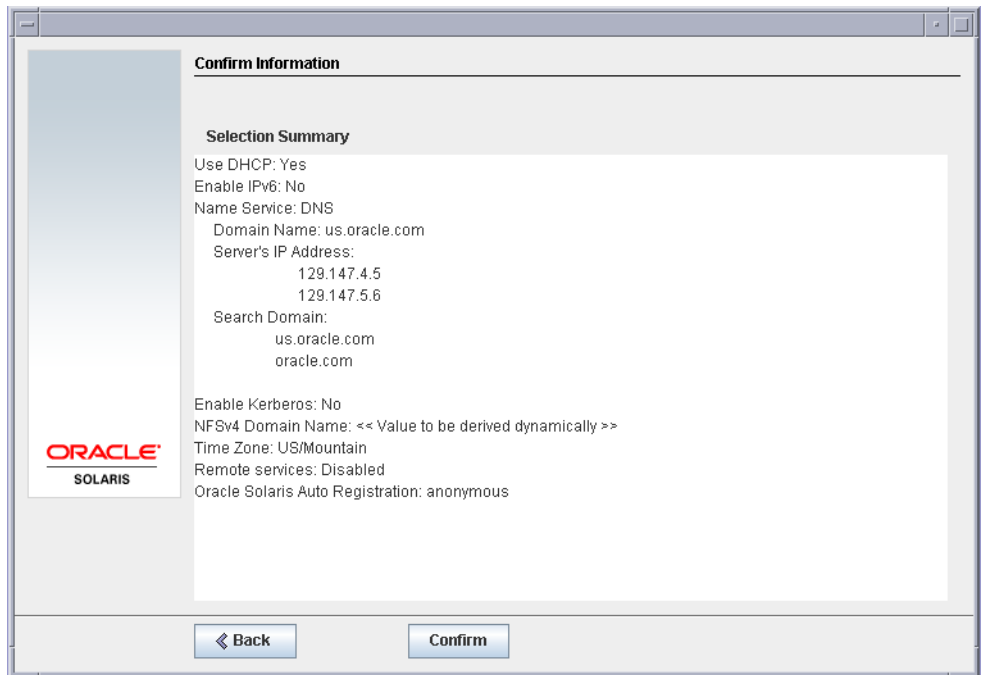 Confirm Information
Selection Summary
Use DHCP: Yes
Enable IPv6: No
Name Service: DNS
Domain Name: us.oracle.com
Server's IP Address:
129.147.4.5
129.147.5.6
Search Domain:
us.oracle.com
oracle.com
Enable Kerberos: No
NFSv4 Domain Name: << Value to be derived dynamically >>
Time Zone: US/Mountain
Remote services: Disabled
Oracle Solaris Auto Registration: anonymous
ORACLE
SOLARIS
Back
Confirm